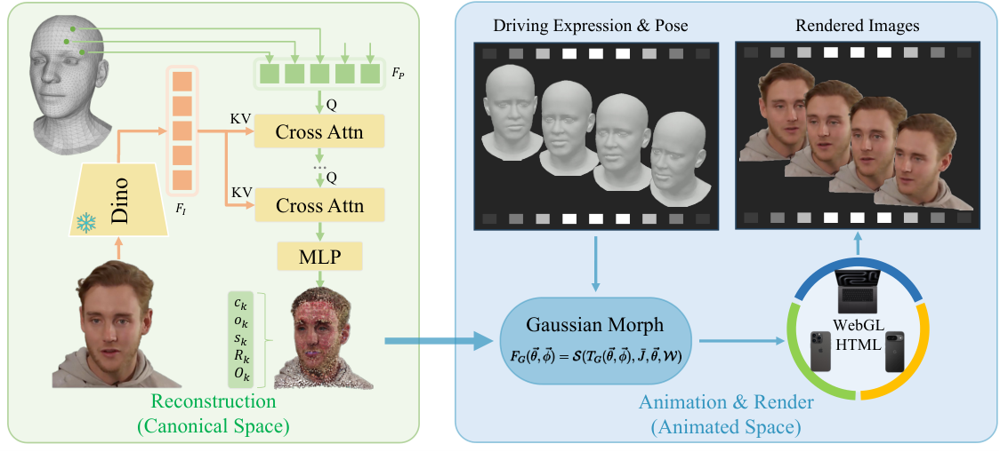 F_P
Q
KV
Cross Attn
...
Q
KV
Cross Attn
F_I
Dino
MLP
c_k
o_k
s_k
R_k
O_k
Reconstruction
(Canonical Space)
Driving Expression & Pose
Rendered Images
Gaussian Morph
F_G(θ⃗, ϕ⃗) = 𝒮(T_G(θ⃗, ϕ⃗), J̄, θ⃗, 𝒲)
WebGL
HTML
Animation & Render
(Animated Space)